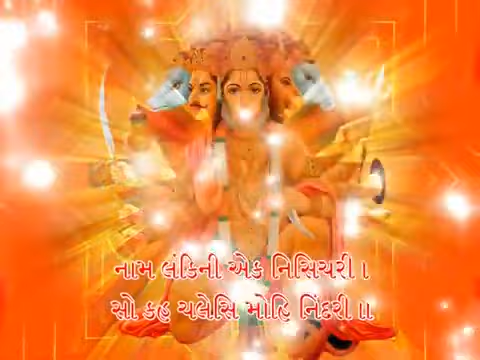 નામ લંકિની એક નિસિચરી ।
સો કહ ચલેસિ મોહિ નિંદરી ॥